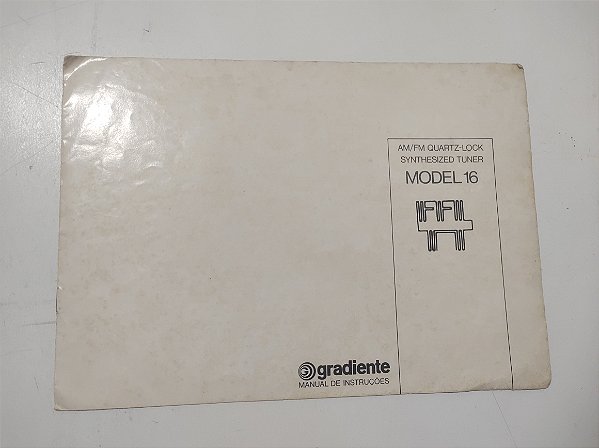 AM/FM QUARTZ-LOCK
SYNTHESIZED TUNER
MODEL 16
gradiente
MANUAL DE INSTRUÇÕES